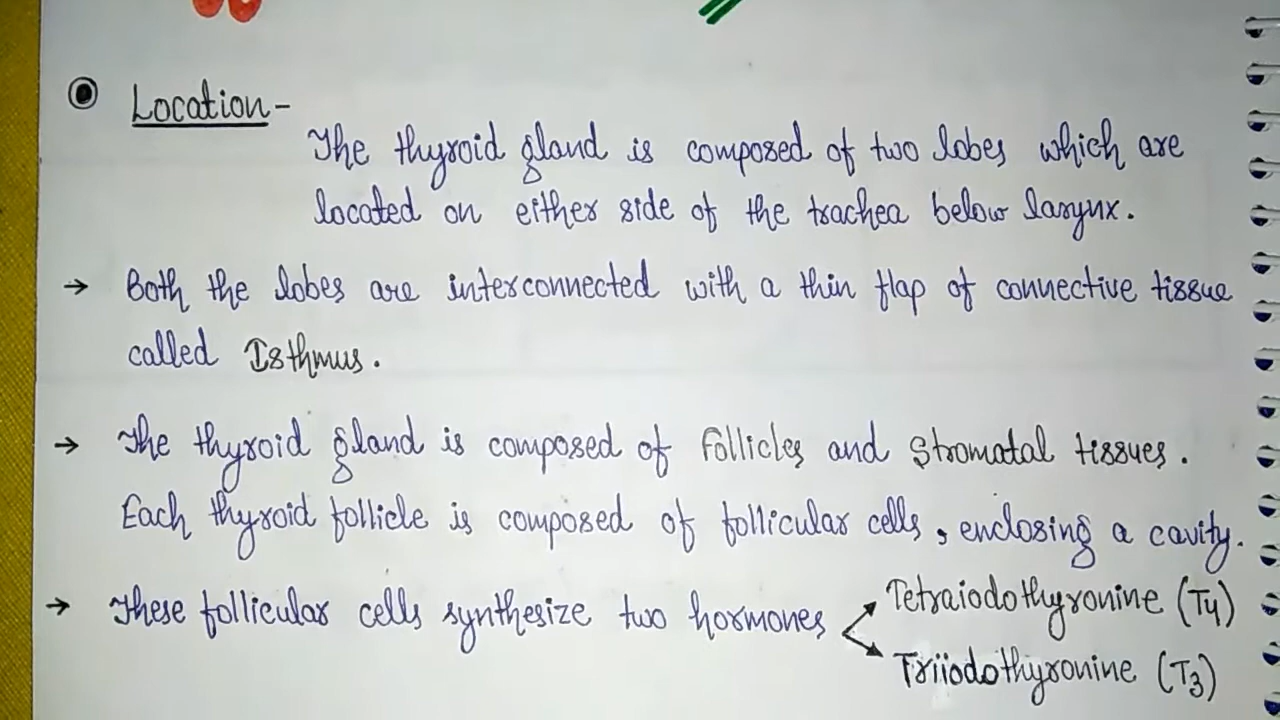 Location-
The thyroid gland is composed of two lobes which are
located on either side of the trachea below larynx.
→ Both the lobes are interconnected with a thin flap of connective tissue
called Isthmus.
→ The thyroid gland is composed of follicles and Stromatal tissues.
Each thyroid follicle is composed of follicular cells, enclosing a cavity.
→ These follicular cells synthesize two hormones
Tetraiodothyronine (T4)
Triiodothyronine (T3)